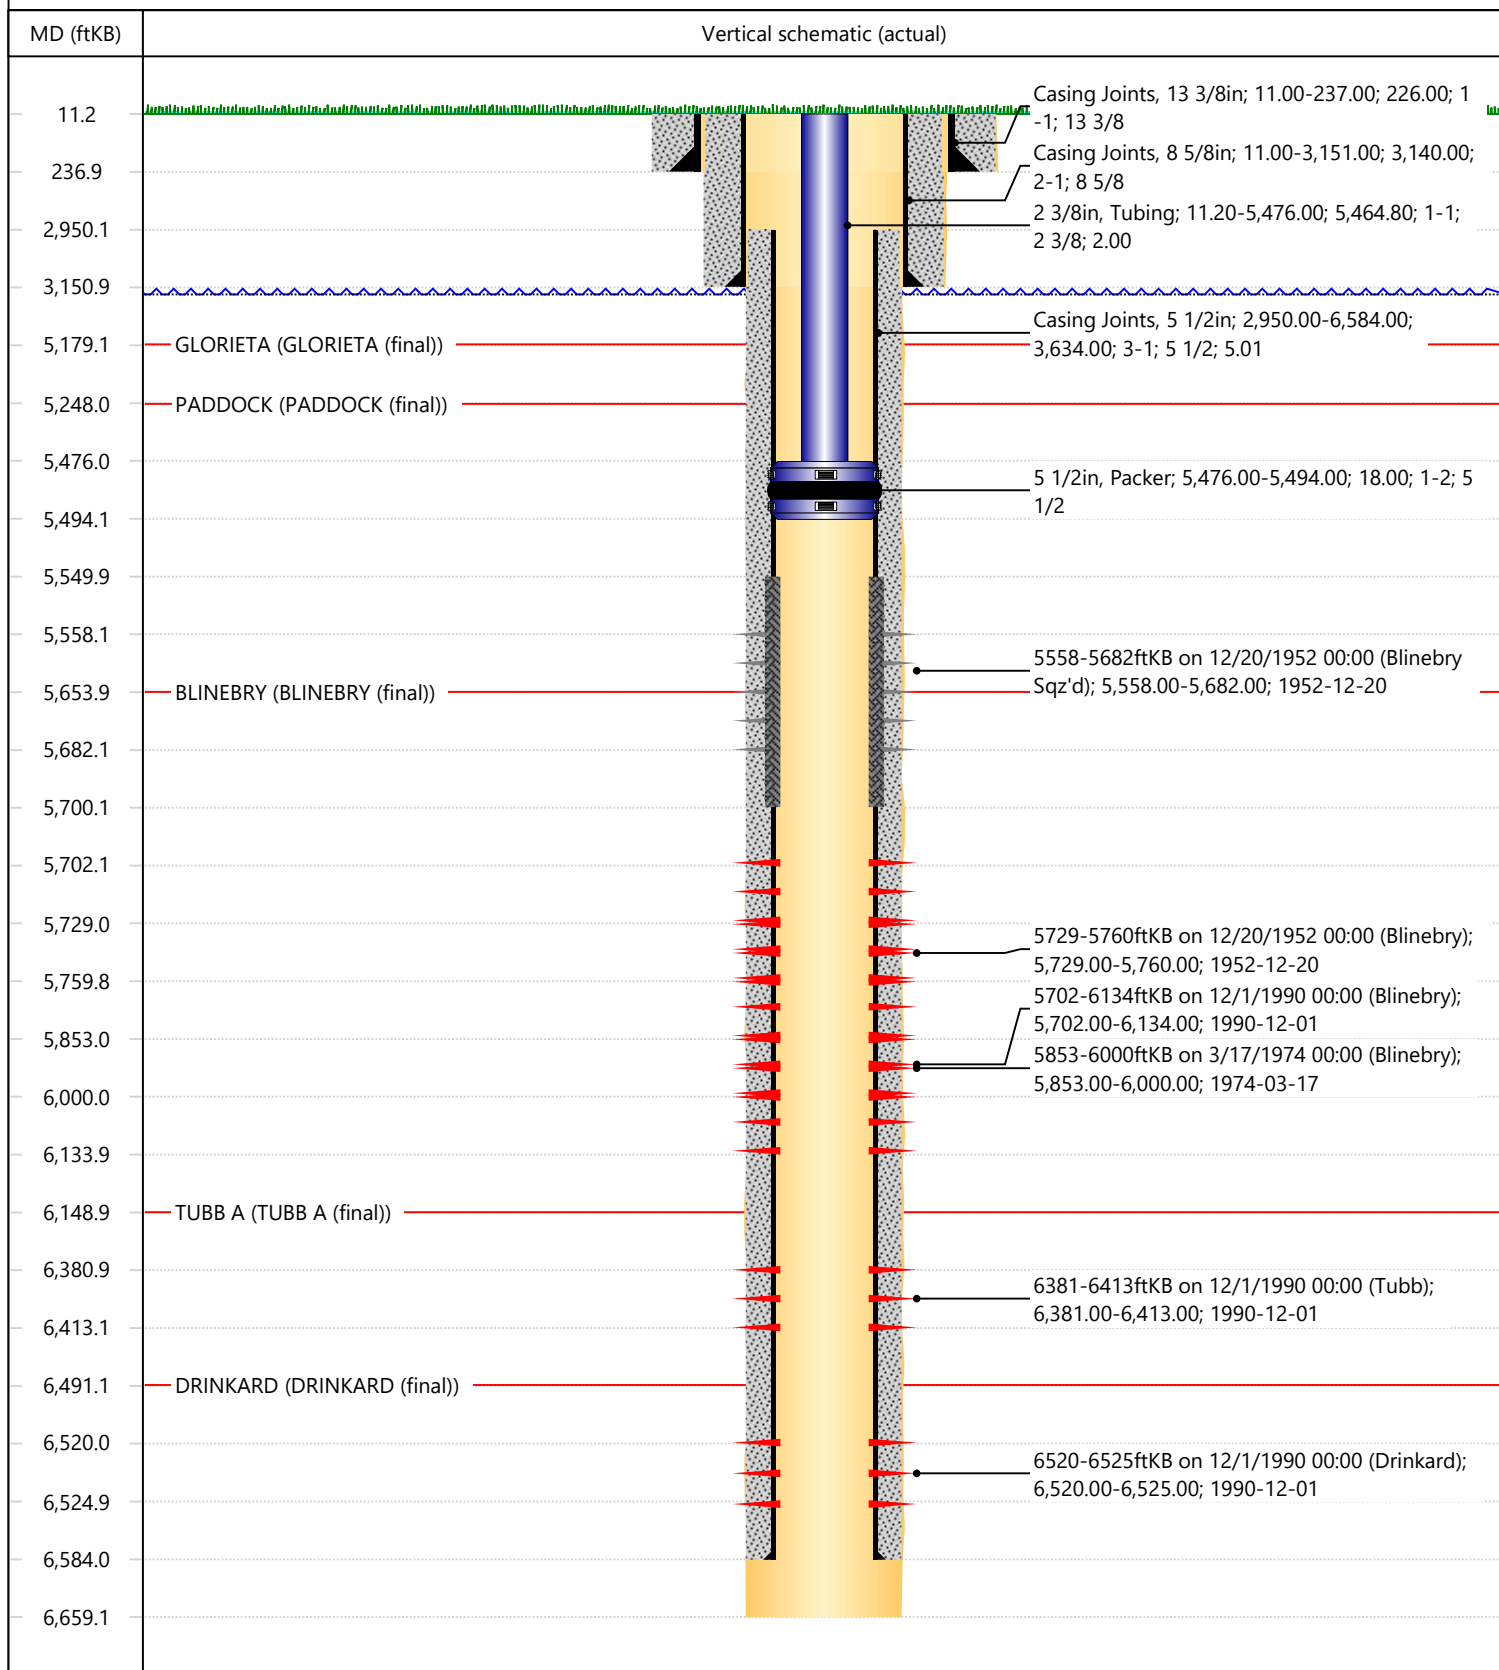 MD (ftKB)
Vertical schematic (actual)
11.2
236.9
2,950.1
3,150.9
5,179.1
5,248.0
5,476.0
5,494.1
5,549.9
5,558.1
5,653.9
5,682.1
5,700.1
5,702.1
5,729.0
5,759.8
5,853.0
6,000.0
6,133.9
6,148.9
6,380.9
6,413.1
6,491.1
6,520.0
6,524.9
6,584.0
6,659.1
GLORIETA (GLORIETA (final))
PADDOCK (PADDOCK (final))
BLINEBRY (BLINEBRY (final))
TUBB A (TUBB A (final))
DRINKARD (DRINKARD (final))
Casing Joints, 13 3/8in; 11.00-237.00; 226.00; 1
-1; 13 3/8
Casing Joints, 8 5/8in; 11.00-3,151.00; 3,140.00;
2-1; 8 5/8
2 3/8in, Tubing; 11.20-5,476.00; 5,464.80; 1-1;
2 3/8; 2.00
Casing Joints, 5 1/2in; 2,950.00-6,584.00;
3,634.00; 3-1; 5 1/2; 5.01
5 1/2in, Packer; 5,476.00-5,494.00; 18.00; 1-2; 5
1/2
5558-5682ftKB on 12/20/1952 00:00 (Blinebry
Sqz'd); 5,558.00-5,682.00; 1952-12-20
5729-5760ftKB on 12/20/1952 00:00 (Blinebry);
5,729.00-5,760.00; 1952-12-20
5702-6134ftKB on 12/1/1990 00:00 (Blinebry);
5,702.00-6,134.00; 1990-12-01
5853-6000ftKB on 3/17/1974 00:00 (Blinebry);
5,853.00-6,000.00; 1974-03-17
6381-6413ftKB on 12/1/1990 00:00 (Tubb);
6,381.00-6,413.00; 1990-12-01
6520-6525ftKB on 12/1/1990 00:00 (Drinkard);
6,520.00-6,525.00; 1990-12-01